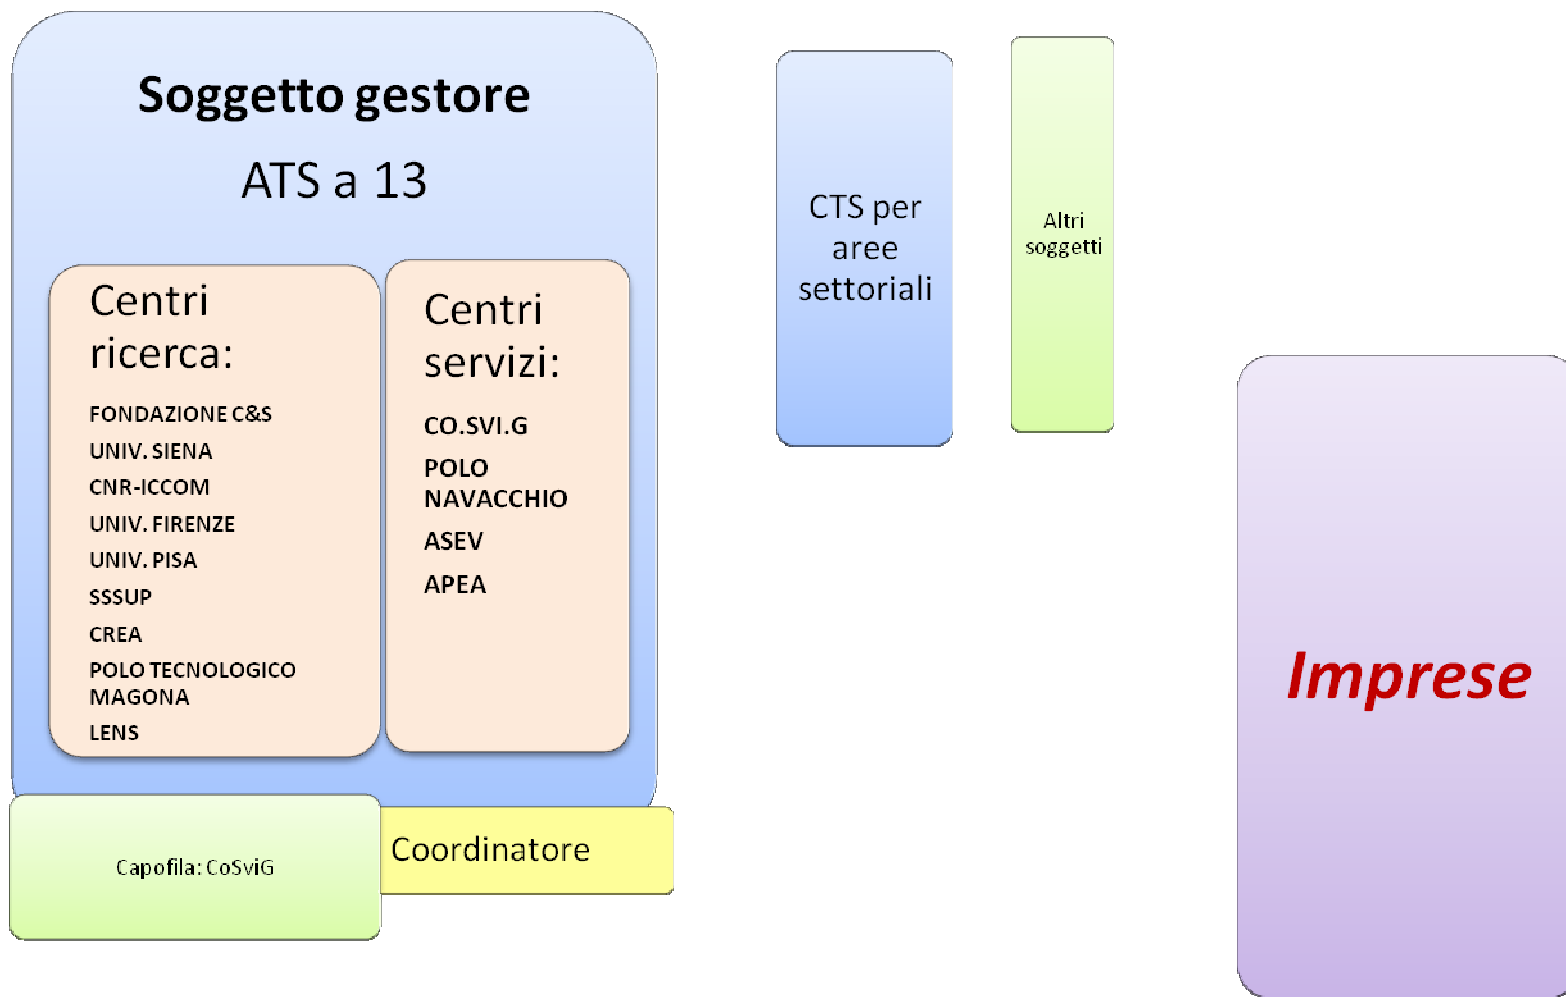 Soggetto gestore
ATS a 13
Centri
ricerca:
FONDAZIONE C&S
UNIV. SIENA
CNR-ICCOM
UNIV. FIRENZE
UNIV. PISA
SSSUP
CREA
POLO TECNOLOGICO
MAGONA
LENS
Centri
servizi:
CO.SVI.G
POLO
NAVACCHIO
ASEV
APEA
Capofila: CoSviG
Coordinatore
CTS per
aree
settoriali
Altri
soggetti
Imprese